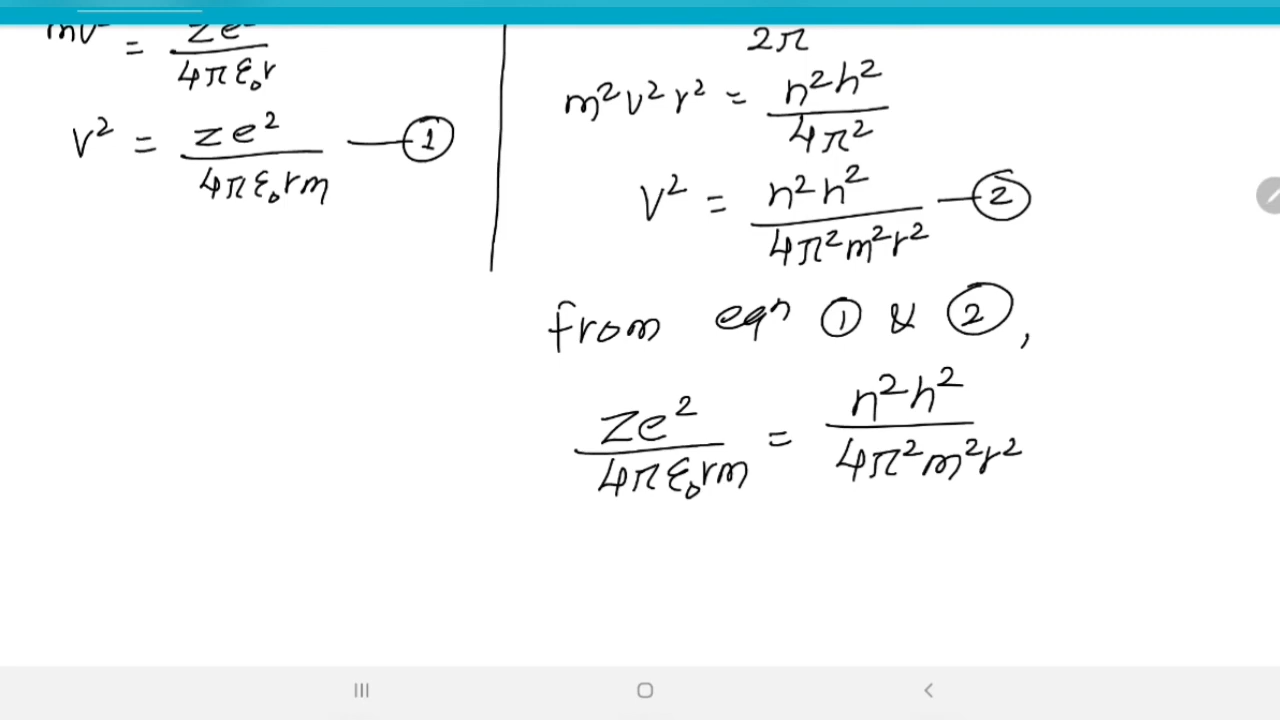 mv² = ze² / 4πε₀r
v² = ze² / 4πε₀rm —①
2π
m²v²r² = n²h² / 4π²
v² = n²h² / 4π²m²r² —②
from eqn ① & ②,
Ze² / 4πε₀rm = n²h² / 4π²m²r²